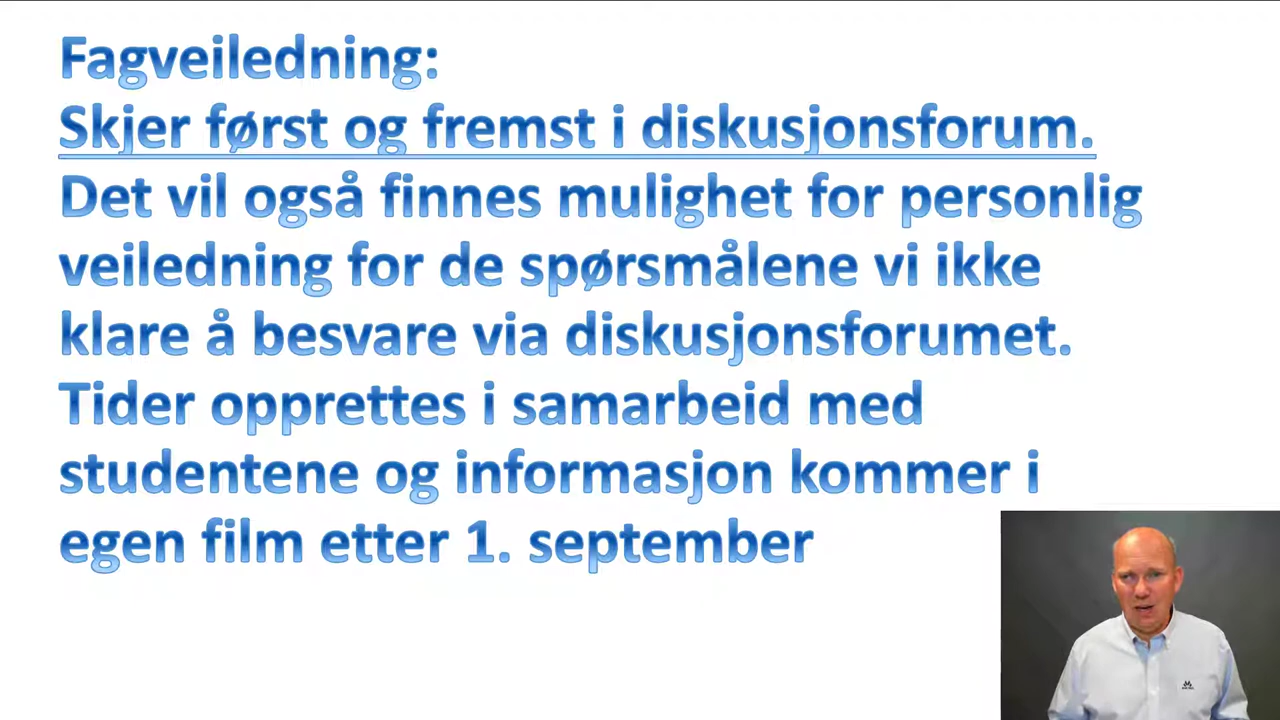 Fagveiledning:
Skjer først og fremst i diskusjonsforum.
Det vil også finnes mulighet for personlig
veiledning for de spørsmålene vi ikke
klare å besvare via diskusjonsforumet.
Tider opprettes i samarbeid med
studentene og informasjon kommer i
egen film etter 1. september